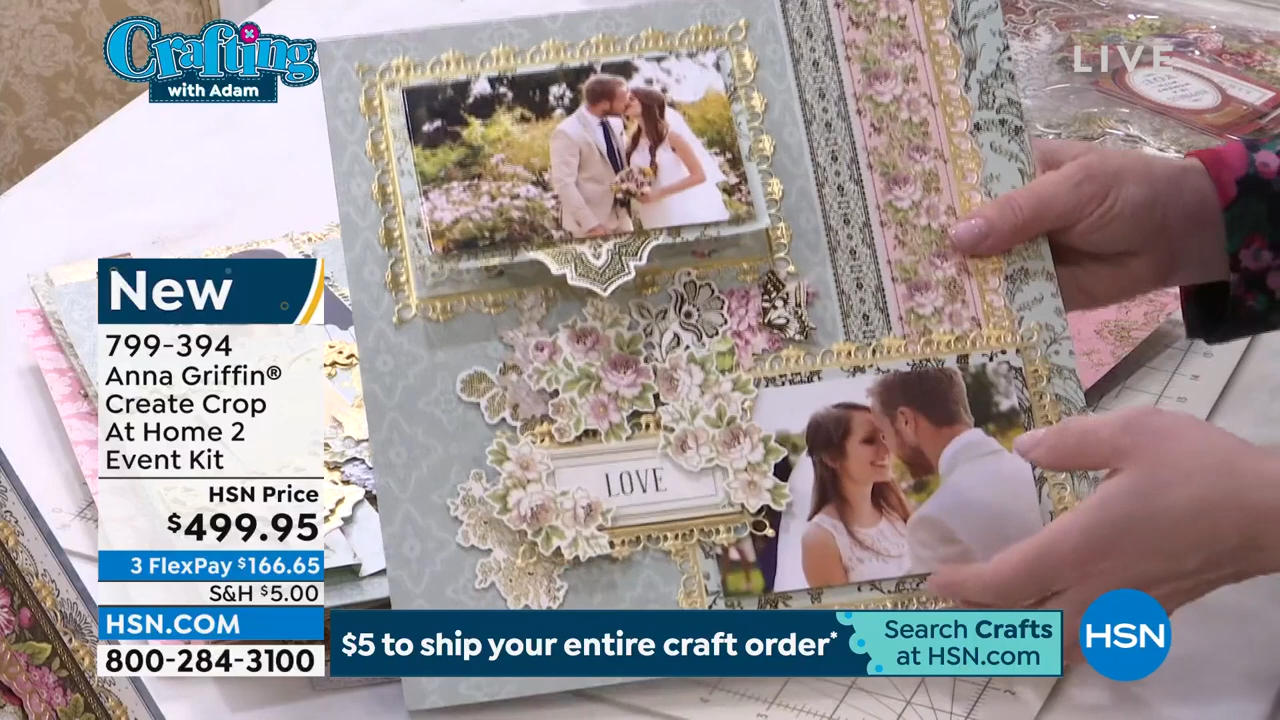 Crafting
with Adam
LIVE
New
799-394
Anna Griffin®
Create Crop
At Home 2
Event Kit
HSN Price
$499.95
3 FlexPay $166.65
S&H $5.00
HSN.COM
800-284-3100
LOVE
$5 to ship your entire craft order*
Search Crafts
at HSN.com
HSN